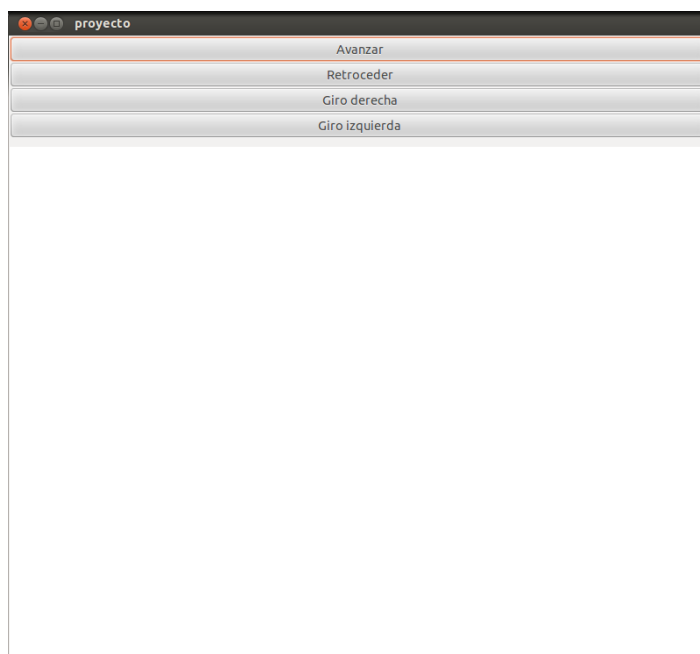 proyecto
Avanzar
Retroceder
Giro derecha
Giro izquierda